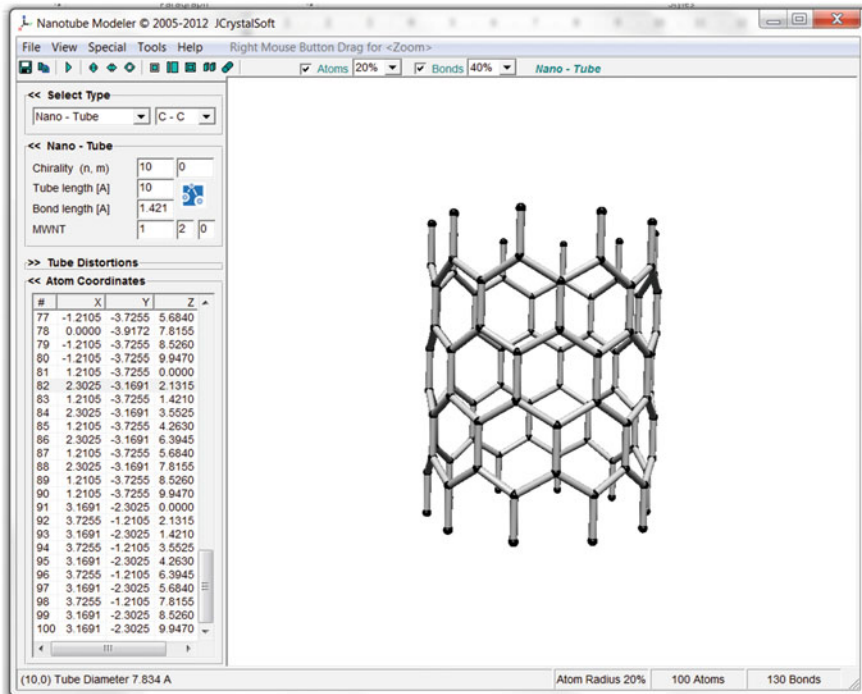 Nanotube Modeler © 2005-2012 JCrystalSoft
File View Special Tools Help Right Mouse Button Drag for <Zoom>
Atoms 20% Bonds 40% Nano - Tube
<< Select Type
Nano - Tube C - C
<< Nano - Tube
Chirality (n, m) 10 0
Tube length [A] 10
Bond length [A] 1.421
MWNT 1 2 0
>> Tube Distortions
<< Atom Coordinates
# X Y Z
77 -1.2105 -3.7255 5.6840
78 0.0000 -3.9172 7.8155
79 -1.2105 -3.7255 8.5260
80 -1.2105 -3.7255 9.9470
81 1.2105 -3.7255 0.0000
82 2.3025 -3.1691 2.1315
83 1.2105 -3.7255 1.4210
84 2.3025 -3.1691 3.5525
85 1.2105 -3.7255 4.2630
86 2.3025 -3.1691 6.3945
87 1.2105 -3.7255 5.6840
88 2.3025 -3.1691 7.8155
89 1.2105 -3.7255 8.5260
90 1.2105 -3.7255 9.9470
91 3.1691 -2.3025 0.0000
92 3.7255 -1.2105 2.1315
93 3.1691 -2.3025 1.4210
94 3.7255 -1.2105 3.5525
95 3.1691 -2.3025 4.2630
96 3.7255 -1.2105 6.3945
97 3.1691 -2.3025 5.6840
98 3.7255 -1.2105 7.8155
99 3.1691 -2.3025 8.5260
100 3.1691 -2.3025 9.9470
(10,0) Tube Diameter 7.834 A Atom Radius 20% 100 Atoms 130 Bonds